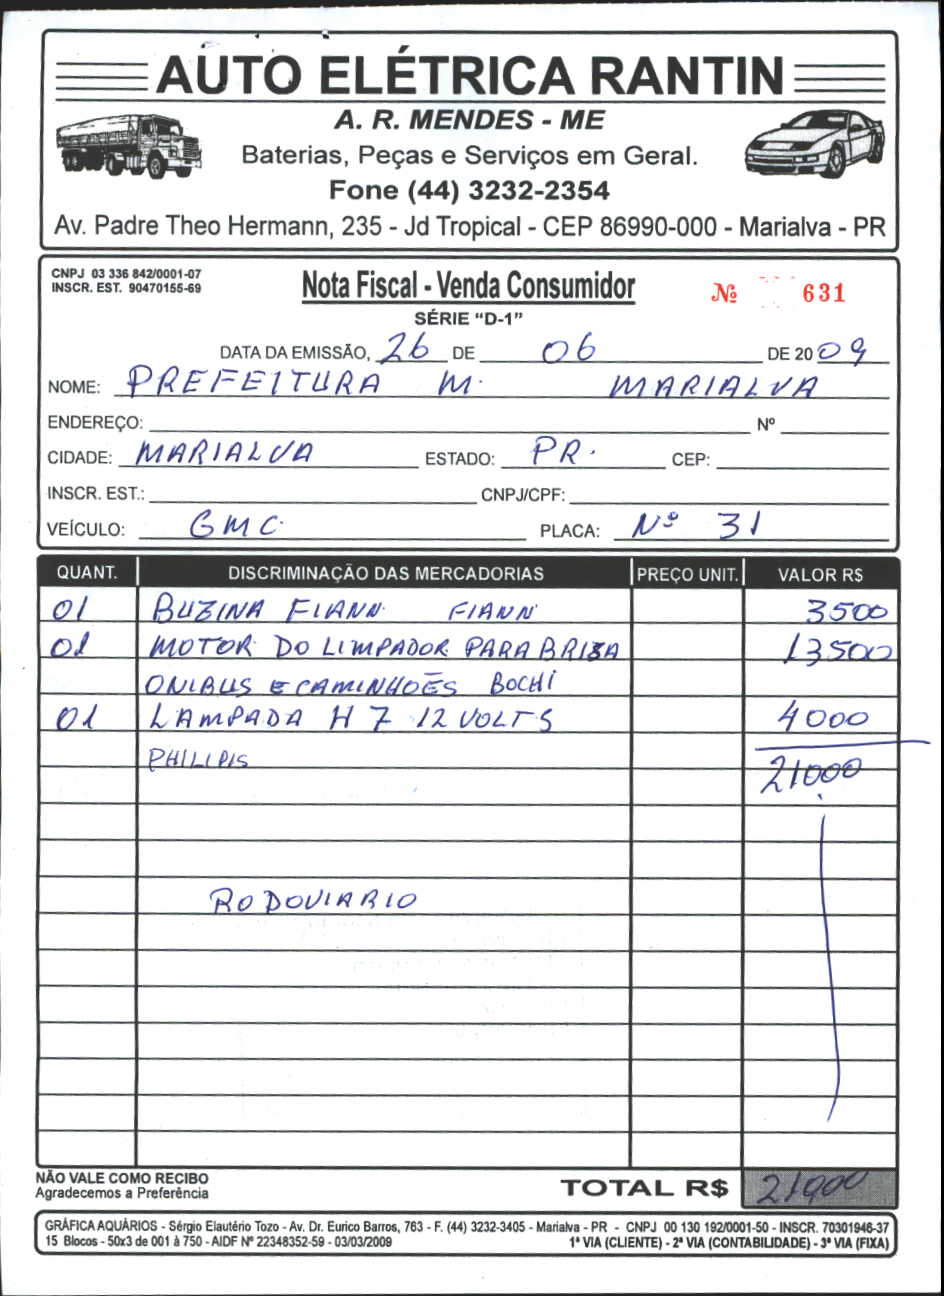 AUTO ELÉTRICA RANTIN
A. R. MENDES - ME
Baterias, Peças e Serviços em Geral.
Fone (44) 3232-2354
Av. Padre Theo Hermann, 235 - Jd Tropical - CEP 86990-000 - Marialva - PR
CNPJ 03 336 842/0001-07
INSCR. EST. 90470155-69
Nota Fiscal - Venda Consumidor
Nº 631
SÉRIE "D-1"
DATA DA EMISSÃO, 26 DE 06 DE 2009
NOME: PREFEITURA M. MARIALVA
ENDEREÇO: Nº
CIDADE: MARIALVA ESTADO: PR. CEP:
INSCR. EST.: CNPJ/CPF:
VEÍCULO: GMC PLACA: Nº 31
QUANT. DISCRIMINAÇÃO DAS MERCADORIAS PREÇO UNIT. VALOR R$
01 BUZINA FIANN FIANN 3500
01 MOTOR DO LIMPADOR PARA BRISA 13500
ONIBUS E CAMINHOËS BOCHI
01 LAMPADA H 7 12 VOLTS 4000
PHILIPIS 21000
RODOVIARIO
NÃO VALE COMO RECIBO
Agradecemos a Preferência
TOTAL R$ 21000
GRÁFICA AQUÁRIOS - Sérgio Elautério Tozo - Av. Dr. Eurico Barros, 763 - F. (44) 3232-3405 - Marialva - PR - CNPJ 00 130 192/0001-50 - INSCR. 70301946-37
15 Blocos - 50x3 de 001 à 750 - AIDF Nº 22348352-59 - 03/03/2009 1ª VIA (CLIENTE) - 2ª VIA (CONTABILIDADE) - 3ª VIA (FIXA)